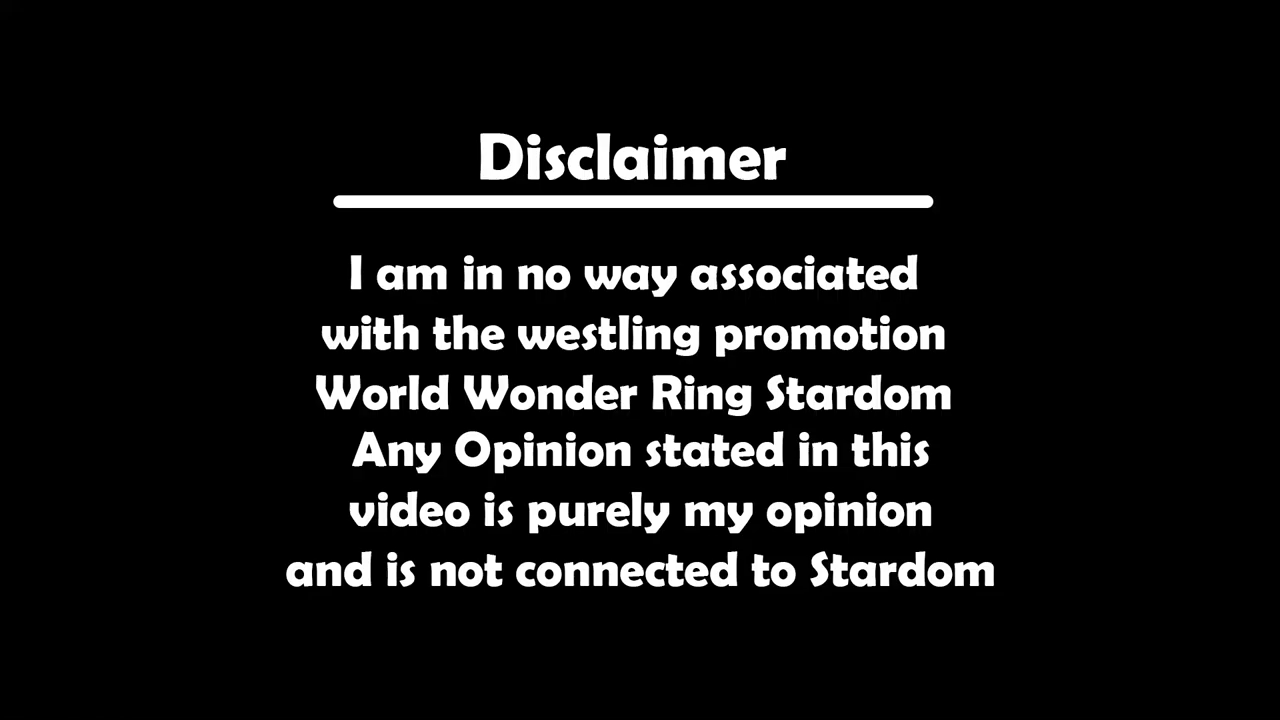 Disclaimer
I am in no way associated
with the westling promotion
World Wonder Ring Stardom
Any Opinion stated in this
video is purely my opinion
and is not connected to Stardom